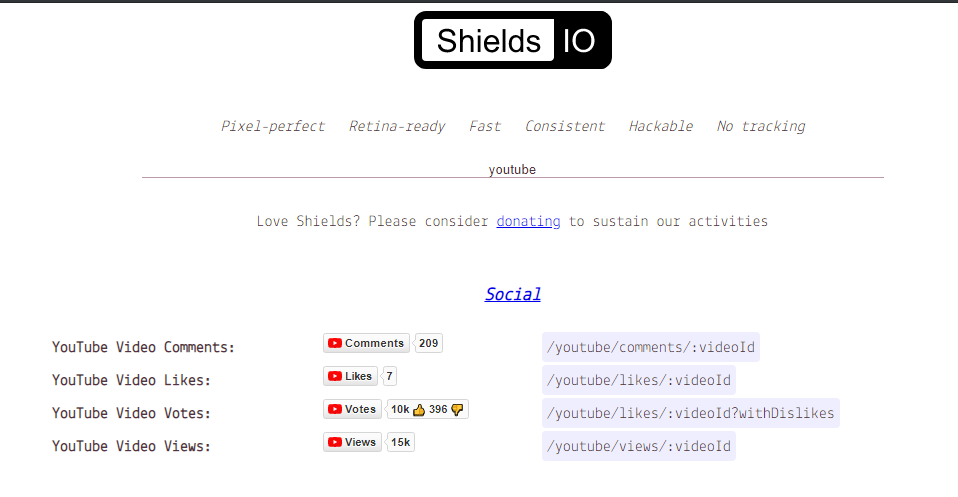 Shields IO
Pixel-perfect Retina-ready Fast Consistent Hackable No tracking
youtube
Love Shields? Please consider donating to sustain our activities
Social
YouTube Video Comments: Comments 209 /youtube/comments/:videoId
YouTube Video Likes: Likes 7 /youtube/likes/:videoId
YouTube Video Votes: Votes 10k 👍 396 👎 /youtube/likes/:videoId?withDislikes
YouTube Video Views: Views 15k /youtube/views/:videoId